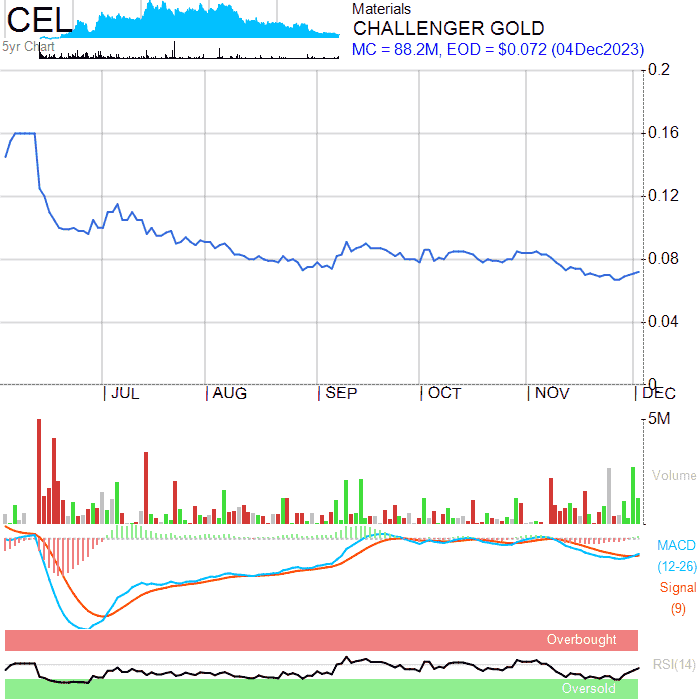 CEL
5yr Chart
Materials
CHALLENGER GOLD
MC = 88.2M, EOD = $0.072 (04Dec2023)
0.2
0.16
0.12
0.08
0.04
0
JUL AUG SEP OCT NOV DEC
5M
Volume
MACD
(12-26)
Signal
(9)
Overbought
RSI(14)
Oversold